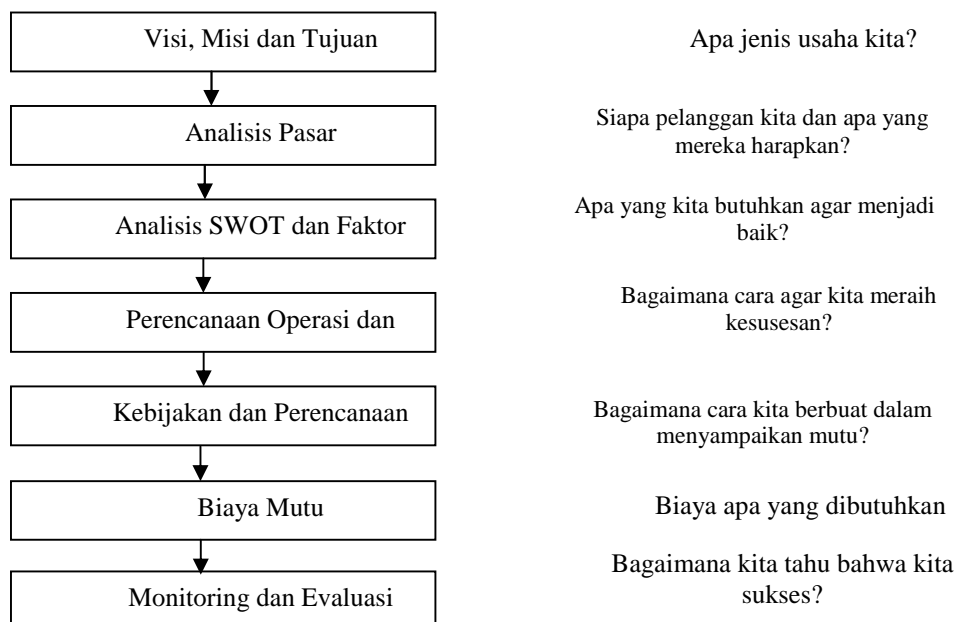 Visi, Misi dan Tujuan
Apa jenis usaha kita?
Analisis Pasar
Siapa pelanggan kita dan apa yang
mereka harapkan?
Analisis SWOT dan Faktor
Apa yang kita butuhkan agar menjadi
baik?
Perencanaan Operasi dan
Bagaimana cara agar kita meraih
kesusesan?
Kebijakan dan Perencanaan
Bagaimana cara kita berbuat dalam
menyampaikan mutu?
Biaya Mutu
Biaya apa yang dibutuhkan
Monitoring dan Evaluasi
Bagaimana kita tahu bahwa kita
sukses?